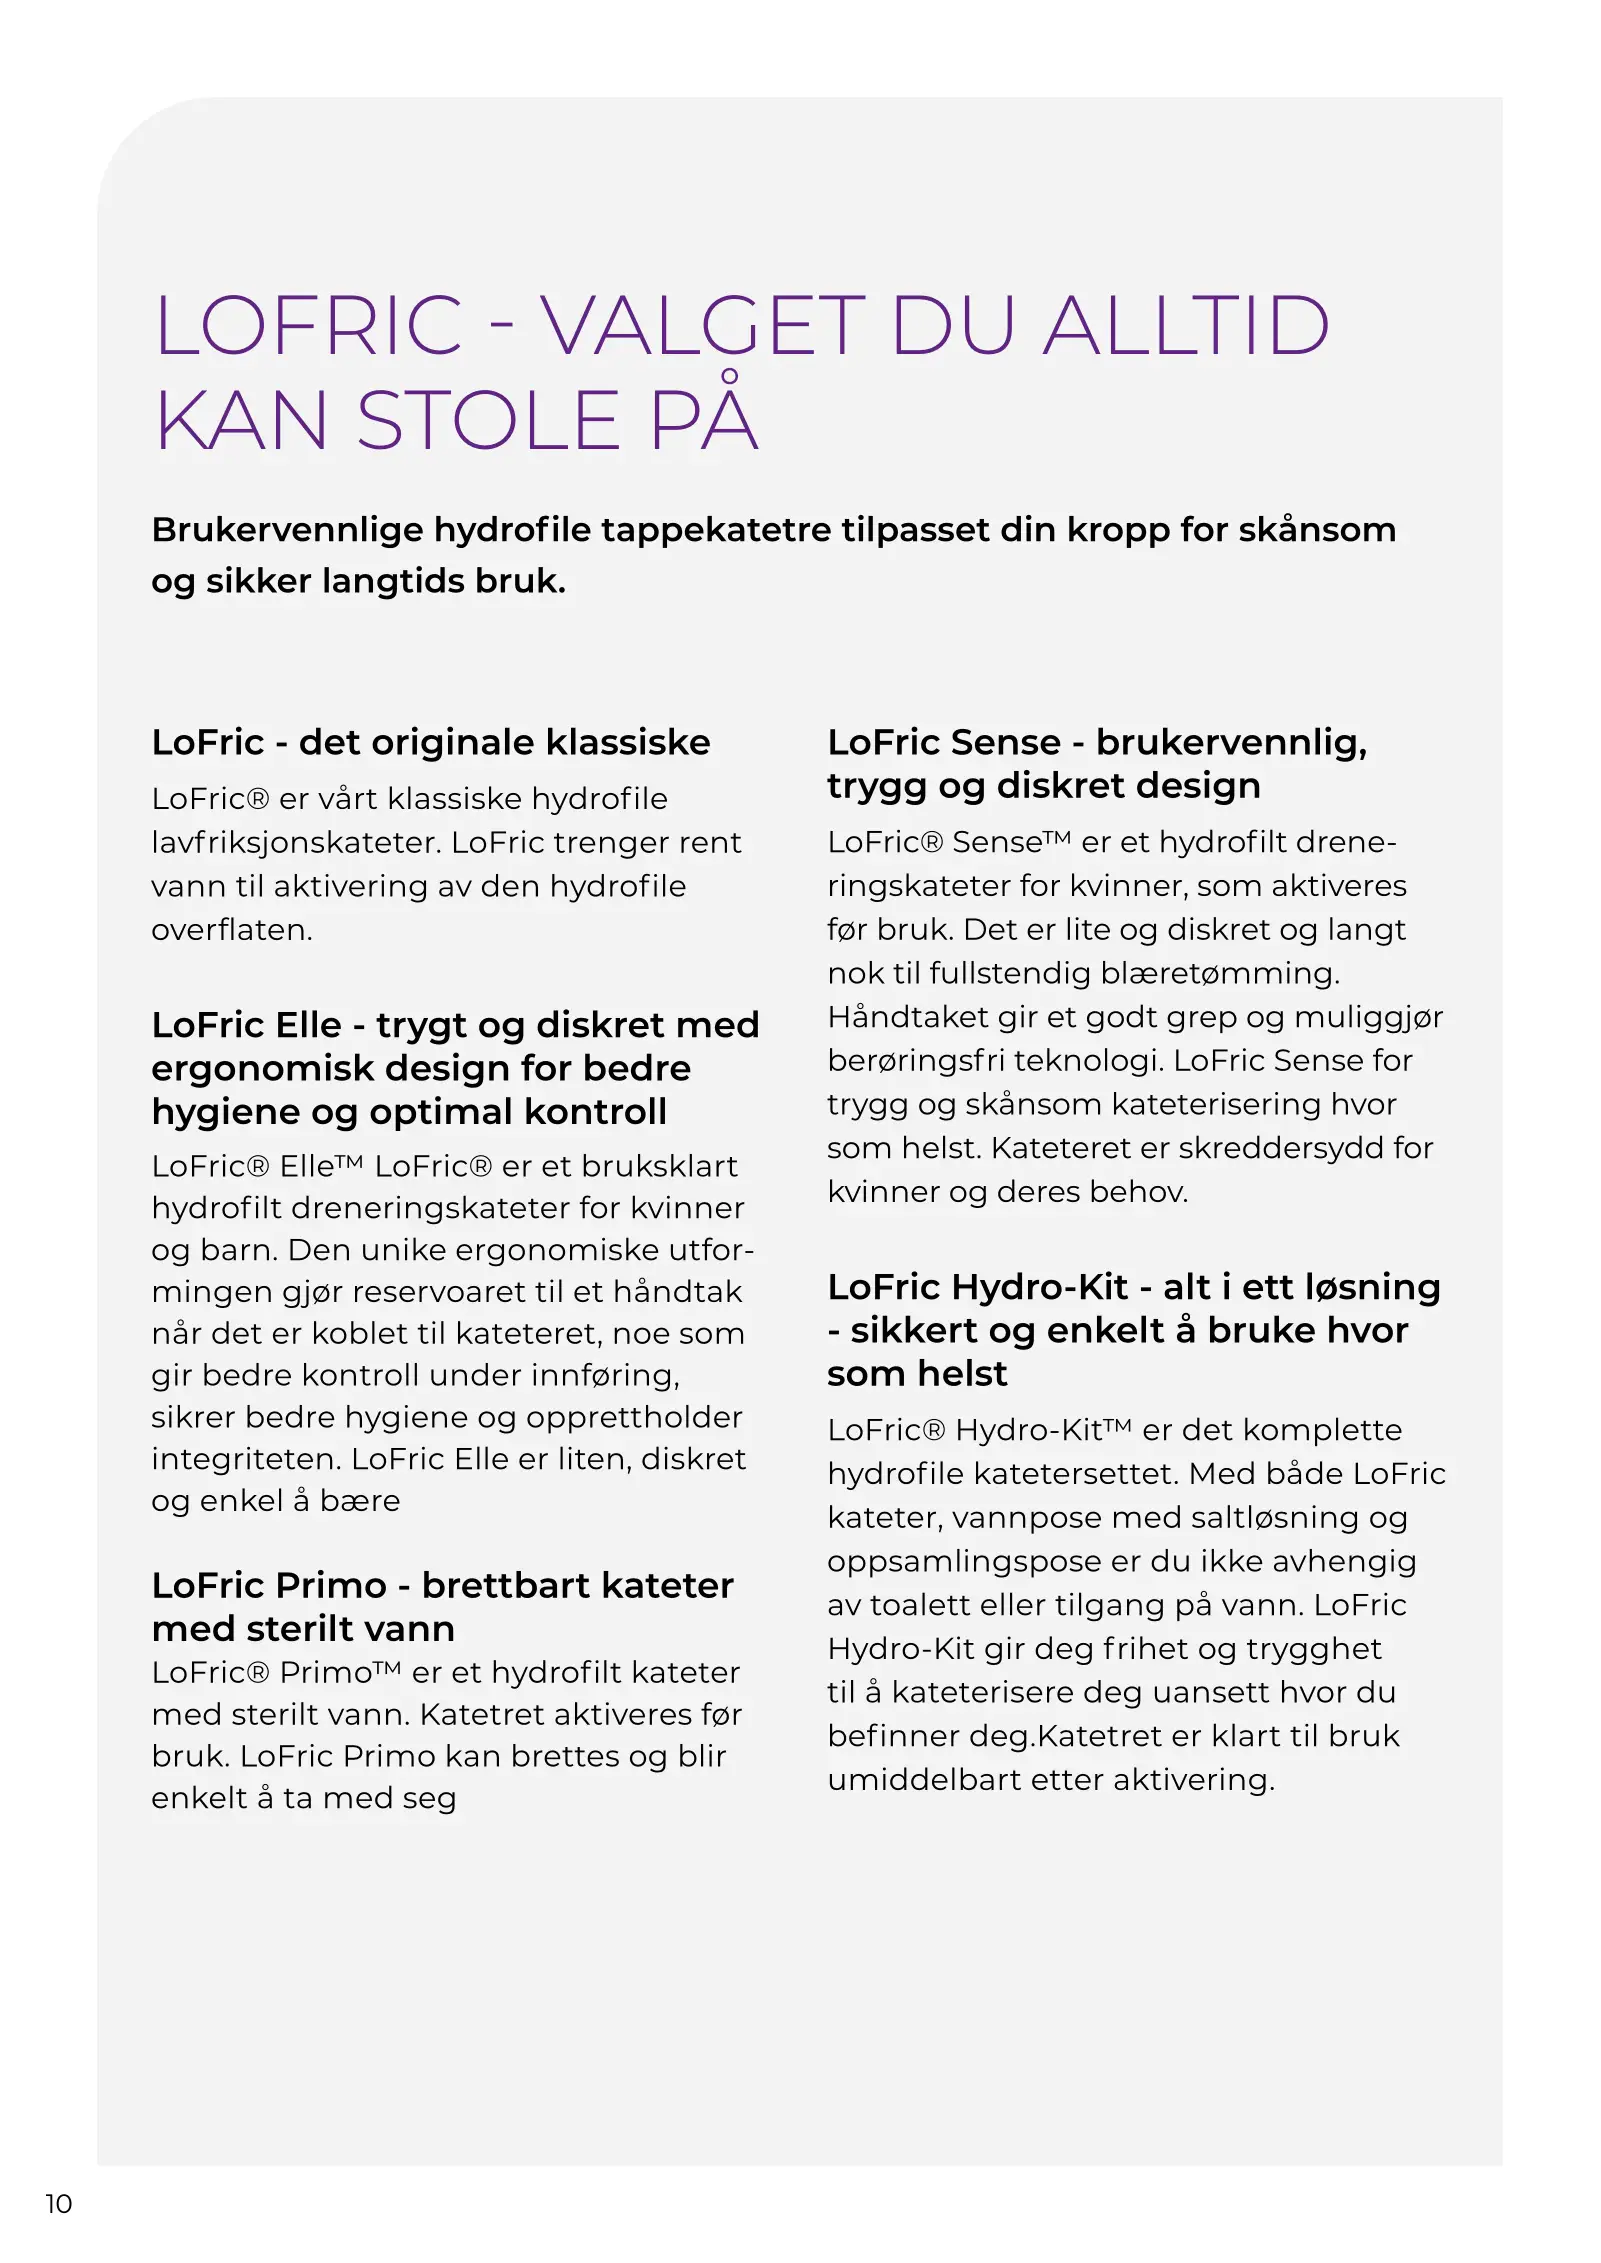 LOFRIC - VALGET DU ALLTID
KAN STOLE PÅ
Brukervennlige hydrofile tappekatetre tilpasset din kropp for skånsom
og sikker langtids bruk.
LoFric - det originale klassiske
LoFric® er vårt klassiske hydrofile
lavfriksjonskateter. LoFric trenger rent
vann til aktivering av den hydrofile
overflaten.
LoFric Elle - trygt og diskret med
ergonomisk design for bedre
hygiene og optimal kontroll
LoFric® Elle™ LoFric® er et bruksklart
hydrofilt dreneringskateter for kvinner
og barn. Den unike ergonomiske utfor-
mingen gjør reservoaret til et håndtak
når det er koblet til kateteret, noe som
gir bedre kontroll under innføring,
sikrer bedre hygiene og opprettholder
integriteten. LoFric Elle er liten, diskret
og enkel å bære
LoFric Primo - brettbart kateter
med sterilt vann
LoFric® Primo™ er et hydrofilt kateter
med sterilt vann. Katetret aktiveres før
bruk. LoFric Primo kan brettes og blir
enkelt å ta med seg
LoFric Sense - brukervennlig,
trygg og diskret design
LoFric® Sense™ er et hydrofilt drene-
ringskateter for kvinner, som aktiveres
før bruk. Det er lite og diskret og langt
nok til fullstendig blæretømming.
Håndtaket gir et godt grep og muliggjør
berøringsfri teknologi. LoFric Sense for
trygg og skånsom kateterisering hvor
som helst. Kateteret er skreddersydd for
kvinner og deres behov.
LoFric Hydro-Kit - alt i ett løsning
- sikkert og enkelt å bruke hvor
som helst
LoFric® Hydro-Kit™ er det komplette
hydrofile katetersettet. Med både LoFric
kateter, vannpose med saltløsning og
oppsamlingspose er du ikke avhengig
av toalett eller tilgang på vann. LoFric
Hydro-Kit gir deg frihet og trygghet
til å kateterisere deg uansett hvor du
befinner deg.Katetret er klart til bruk
umiddelbart etter aktivering.
10